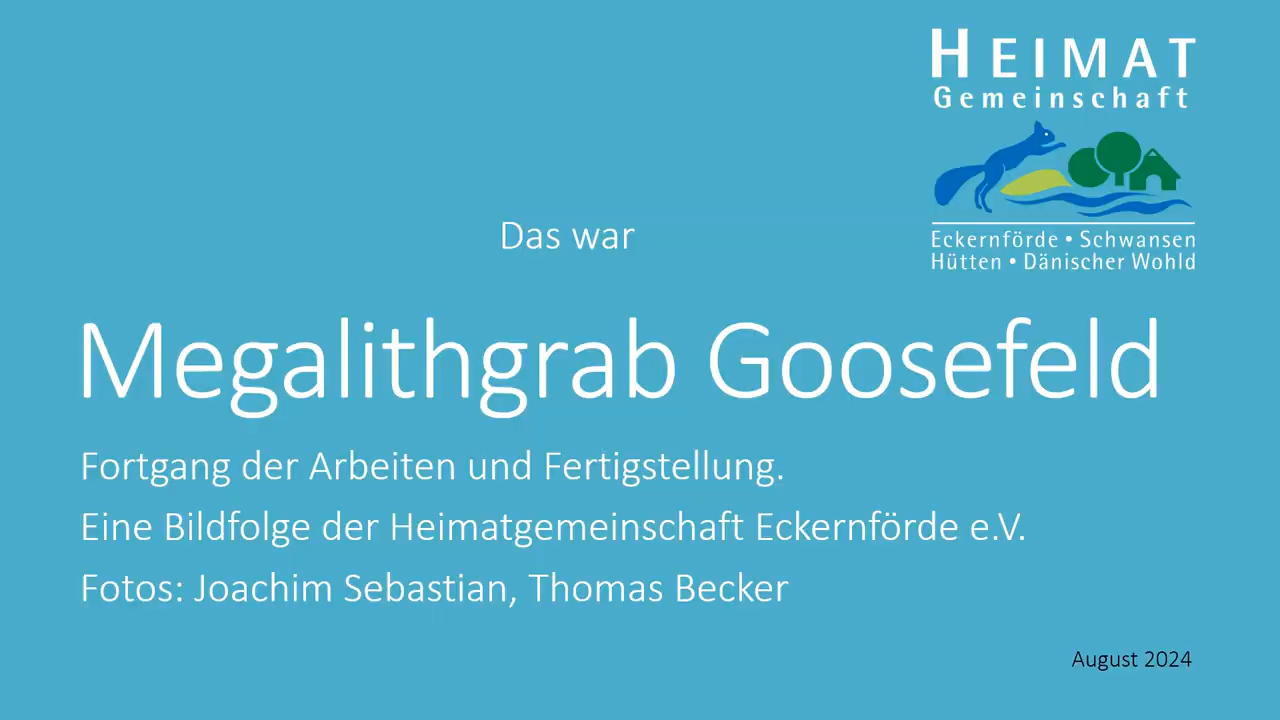 HEIMAT
Gemeinschaft
Eckernförde • Schwansen
Hütten • Dänischer Wohld
Das war
Megalithgrab Goosefeld
Fortgang der Arbeiten und Fertigstellung.
Eine Bildfolge der Heimatgemeinschaft Eckernförde e.V.
Fotos: Joachim Sebastian, Thomas Becker
August 2024